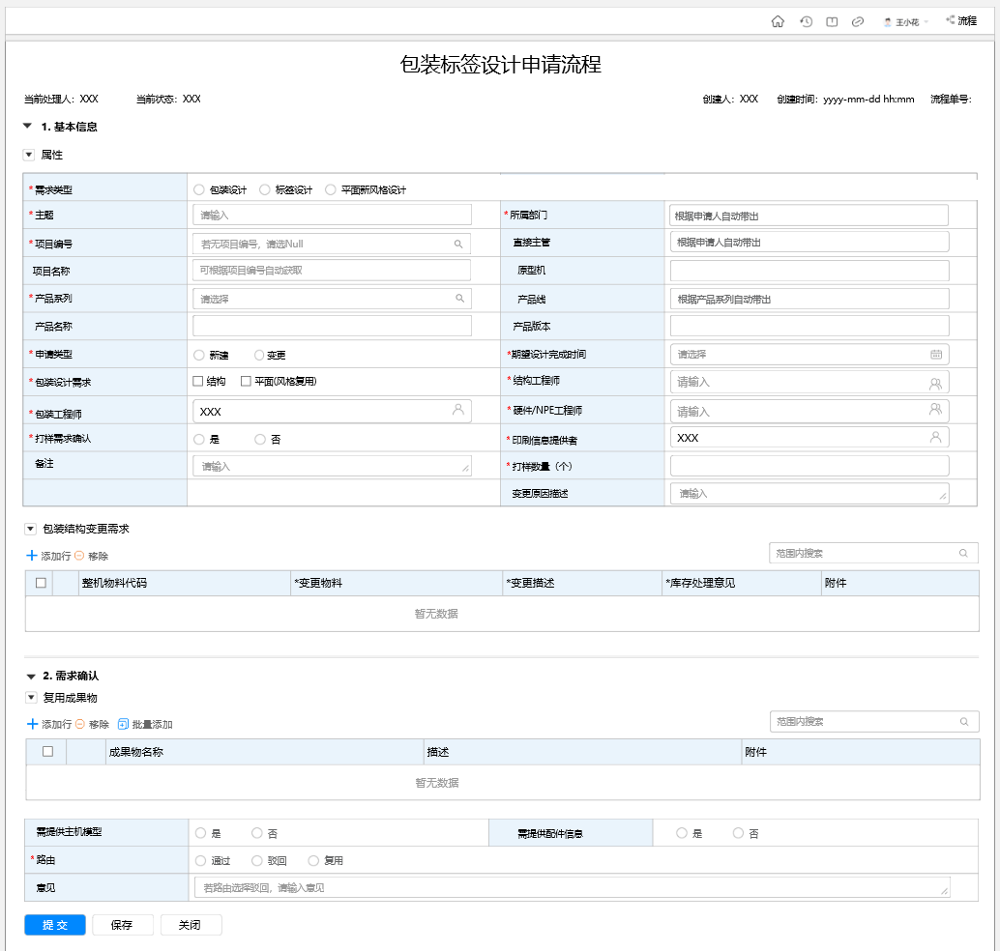 王小花 流程
包装标签设计申请流程
当前处理人：XXX 当前状态：XXX 创建人：XXX 创建时间：yyyy-mm-dd hh:mm 流程单号：
1. 基本信息
属性
*需求类型 包装设计 标签设计 平面新风格设计
*主题 请输入 *所属部门 根据申请人自动带出
*项目编号 若无项目编号，请选Null 直接主管 根据申请人自动带出
项目名称 可根据项目编号自动获取 原型机
*产品系列 请选择 产品线 根据产品系列自动带出
产品名称 产品版本
*申请类型 新建 变更 *期望设计完成时间 请选择
*包装设计需求 结构 平面(风格复用) *结构工程师 请输入
*包装工程师 XXX *硬件/NPE工程师 请输入
*打样需求确认 是 否 *印刷信息提供者 XXX
备注 请输入 *打样数量（个）
变更原因描述 请输入
包装结构变更需求
添加行 移除 范围内搜索
整机物料代码 *变更物料 *变更描述 *库存处理意见 附件
暂无数据
2. 需求确认
复用成果物
添加行 移除 批量添加 范围内搜索
成果物名称 描述 附件
暂无数据
需提供主机模型 是 否 需提供配件信息 是 否
*路由 通过 驳回 复用
意见 若路由选择驳回，请输入意见
提 交 保存 关闭